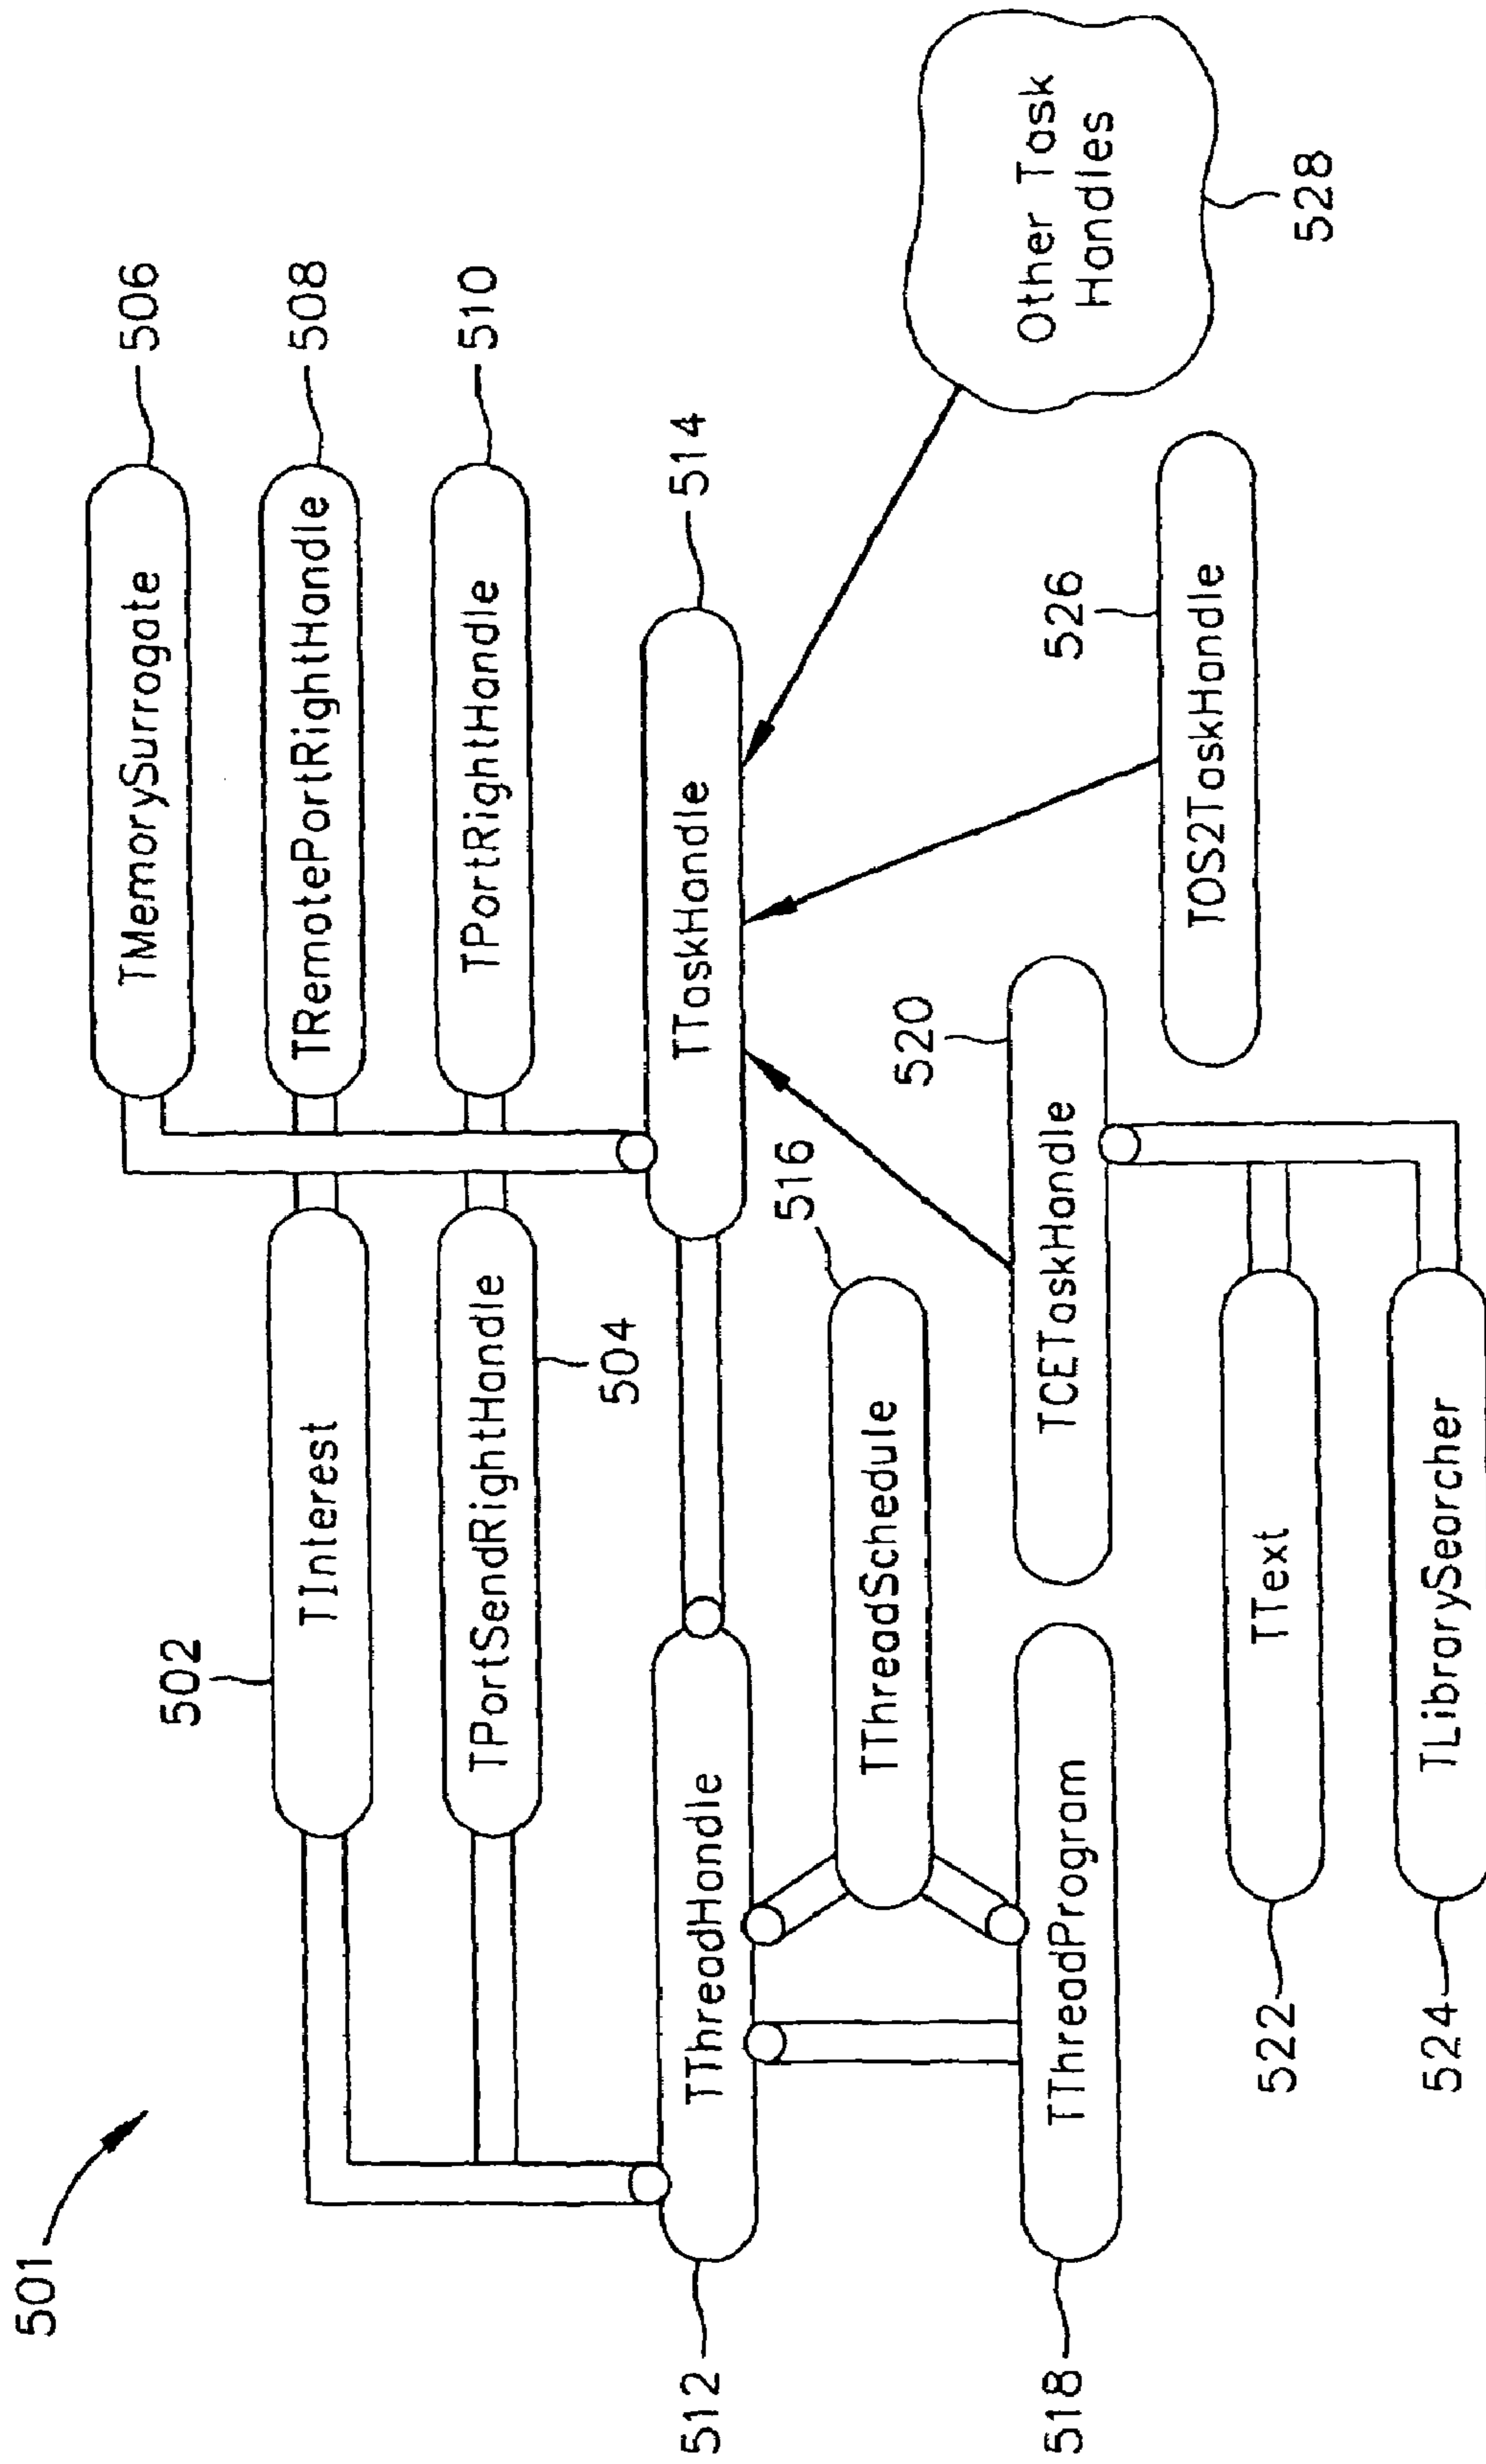 501
506
TMemorySurrogate
502
TInterest
TRemotePortRightHandle
508
TPortSendRightHandle
504
TPortRightHandle
510
512
TThreadHandle
TTaskHandle
514
TThreadSchedule
516
518
TThreadProgram
TCETaskHandle
520
Other Task
Handles
528
522
TText
TOS2TaskHandle
526
524
TLibrarySearcher